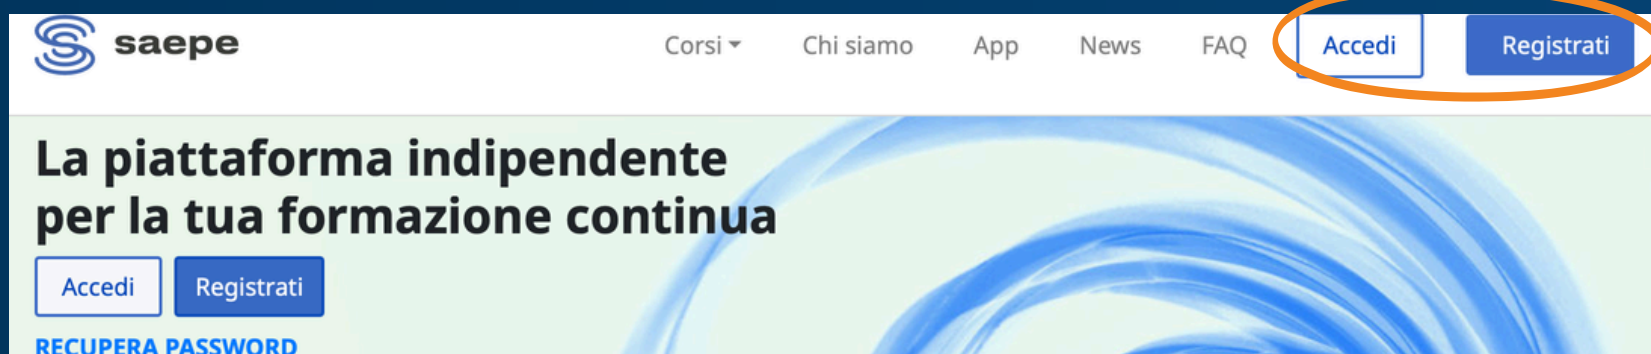 saepe
Corsi Chi siamo App News FAQ Accedi Registrati
La piattaforma indipendente
per la tua formazione continua
Accedi Registrati
RECUPERA PASSWORD